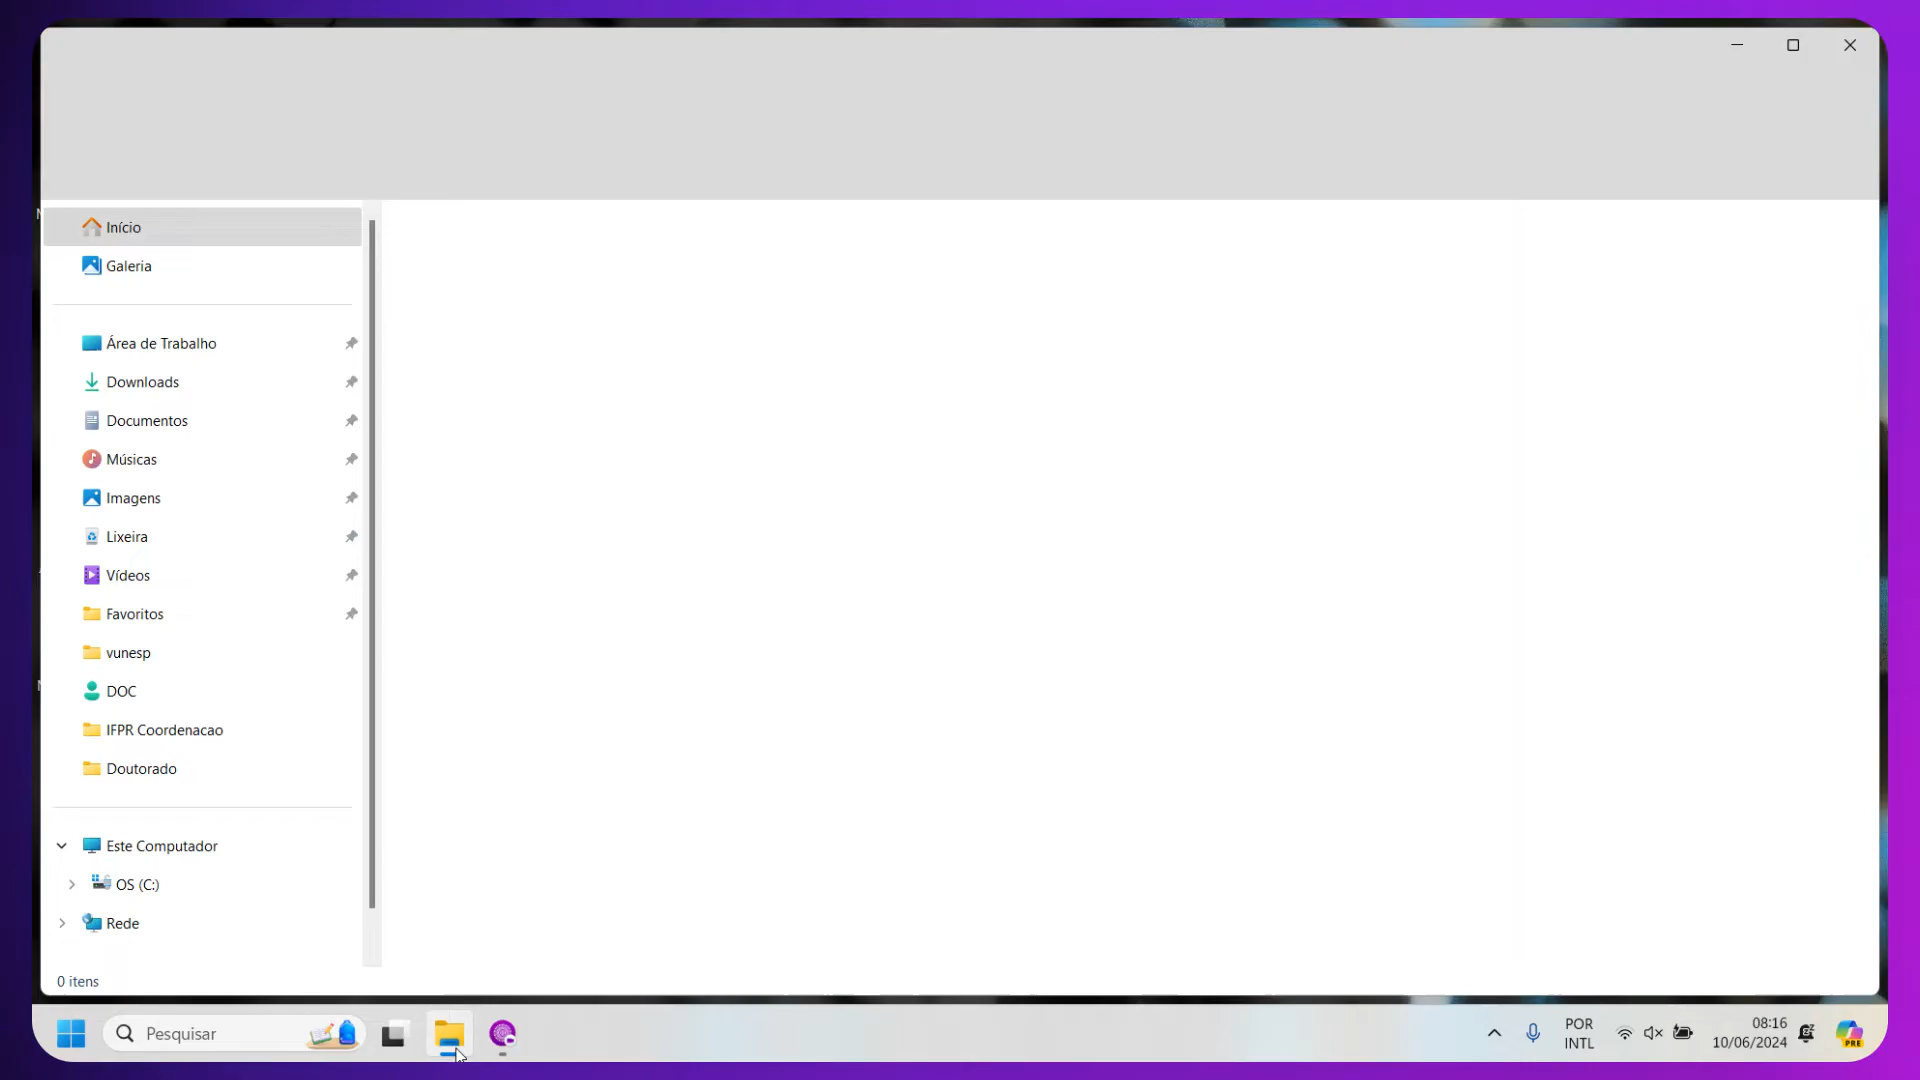 Início
Galeria
Área de Trabalho
Downloads
Documentos
Músicas
Imagens
Lixeira
Vídeos
Favoritos
vunesp
DOC
IFPR Coordenacao
Doutorado
Este Computador
OS (C:)
Rede
0 itens
Pesquisar
POR
INTL
08:16
10/06/2024
PRE